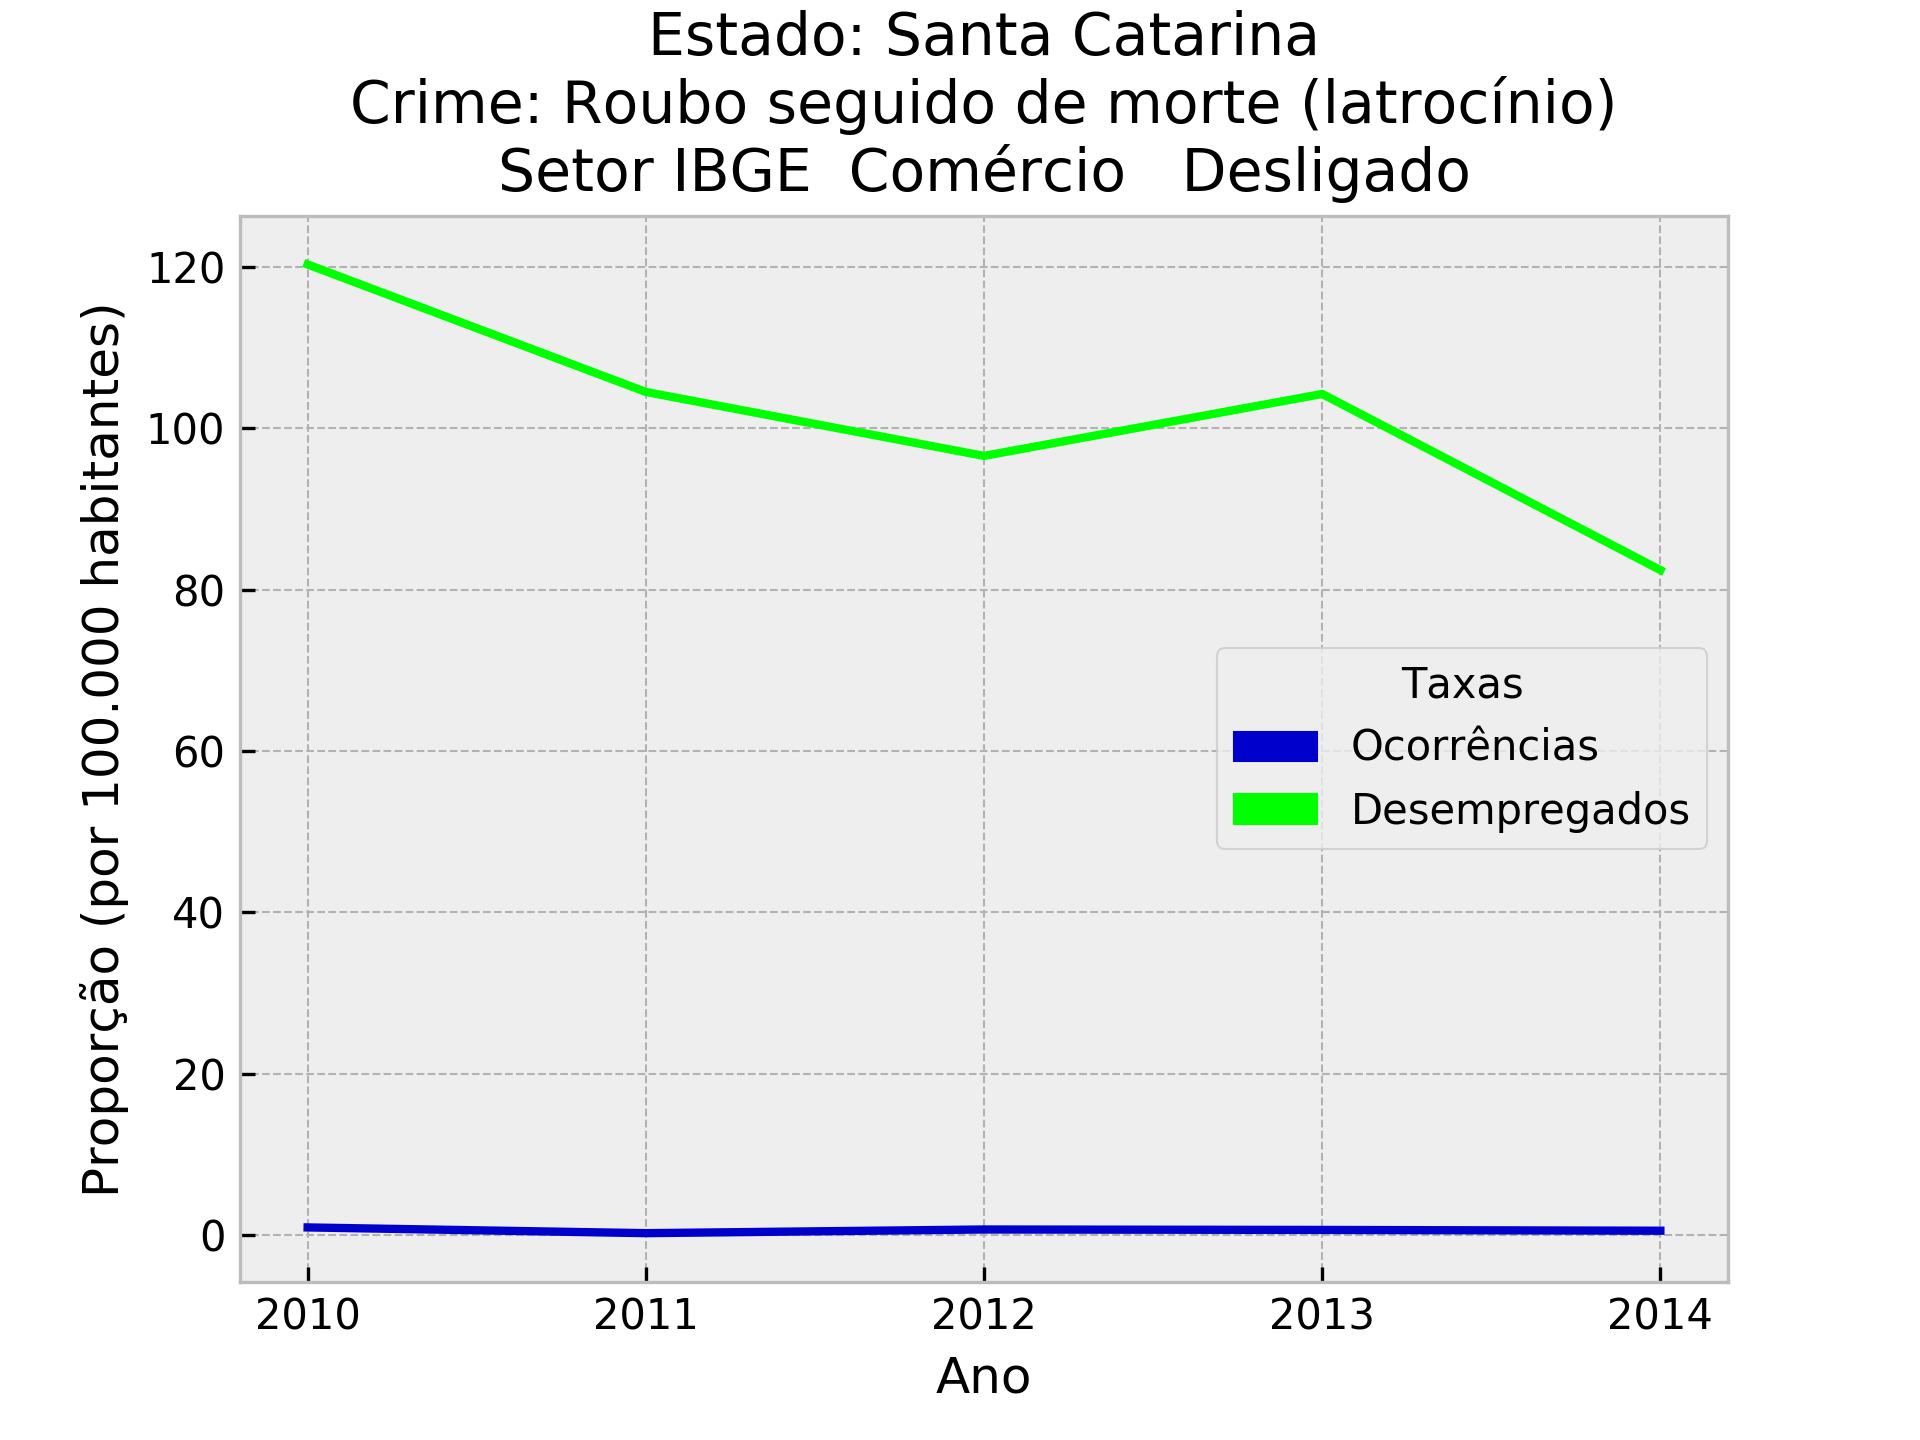 Estado: Santa Catarina
Crime: Roubo seguido de morte (latrocínio)
Setor IBGE  Comércio   Desligado
Proporção (por 100.000 habitantes)
120
100
80
60
40
20
0
Taxas
Ocorrências
Desempregados
2010 2011 2012 2013 2014
Ano